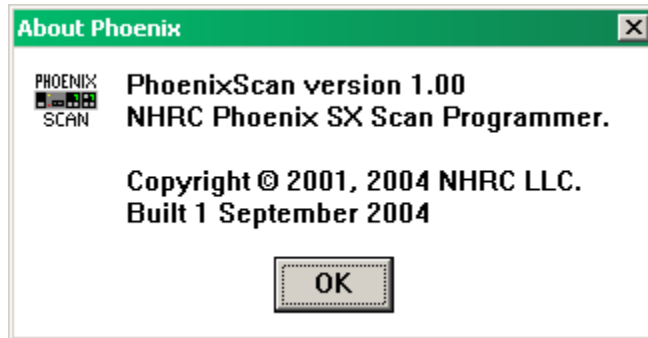 About Phoenix
PHOENIX
SCAN
PhoenixScan version 1.00
NHRC Phoenix SX Scan Programmer.
Copyright © 2001, 2004 NHRC LLC.
Built 1 September 2004
OK